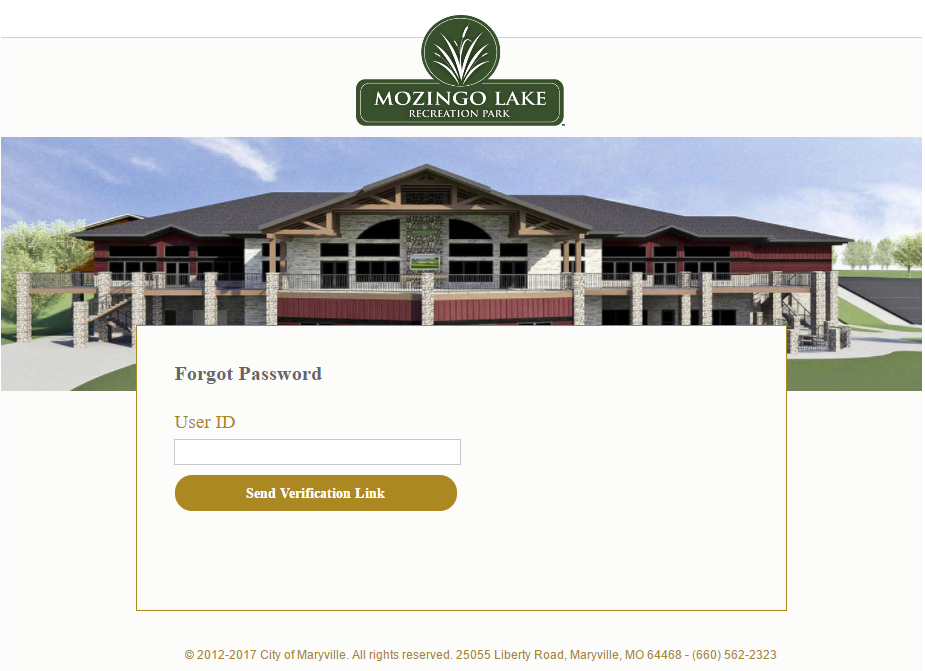 MOZINGO LAKE
RECREATION PARK
Forgot Password
User ID
Send Verification Link
© 2012-2017 City of Maryville. All rights reserved. 25055 Liberty Road, Maryville, MO 64468 - (660) 562-2323